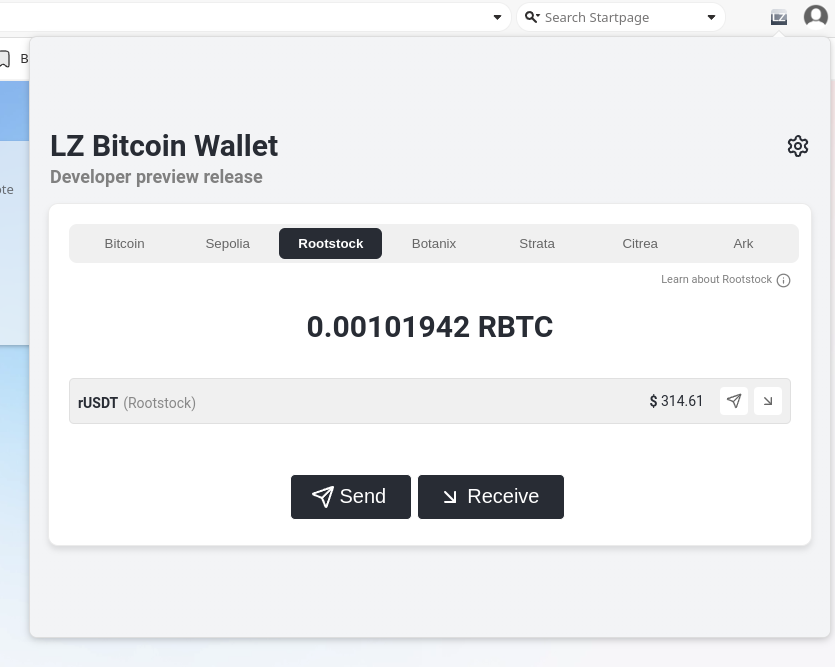 Search Startpage
LZ
B
ote
LZ Bitcoin Wallet
Developer preview release
Bitcoin Sepolia Rootstock Botanix Strata Citrea Ark
Learn about Rootstock
0.00101942 RBTC
rUSDT (Rootstock) $ 314.61
Send Receive